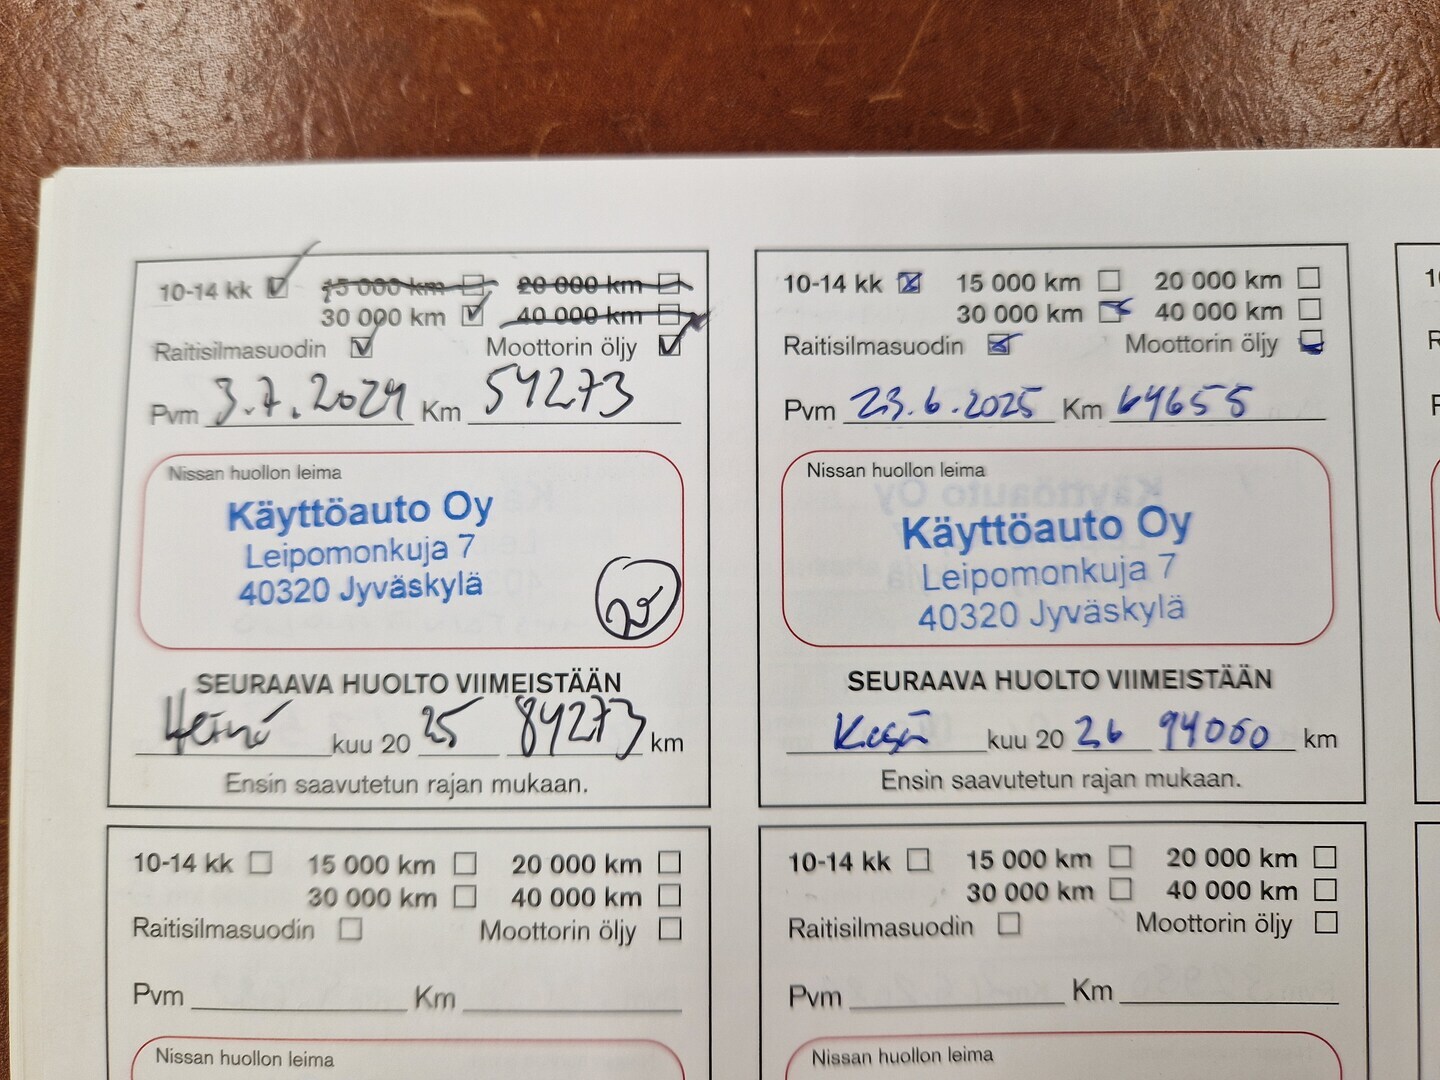 10-14 kk 15 000 km 20 000 km
30 000 km 40 000 km
Raitisilmasuodin Moottorin öljy
Pvm 3.7.2024 Km 54273
Nissan huollon leima
Käyttöauto Oy
Leipomonkuja 7
40320 Jyväskylä
SEURAAVA HUOLTO VIIMEISTÄÄN
Heinä kuu 20 25 84273 km
Ensin saavutetun rajan mukaan.
10-14 kk 15 000 km 20 000 km
30 000 km 40 000 km
Raitisilmasuodin Moottorin öljy
Pvm 23.6.2025 Km 64655
Nissan huollon leima
Käyttöauto Oy
Leipomonkuja 7
40320 Jyväskylä
SEURAAVA HUOLTO VIIMEISTÄÄN
Kesä kuu 20 26 94000 km
Ensin saavutetun rajan mukaan.
10-14 kk 15 000 km 20 000 km
30 000 km 40 000 km
Raitisilmasuodin Moottorin öljy
Pvm Km
Nissan huollon leima
10-14 kk 15 000 km 20 000 km
30 000 km 40 000 km
Raitisilmasuodin Moottorin öljy
Pvm Km
Nissan huollon leima